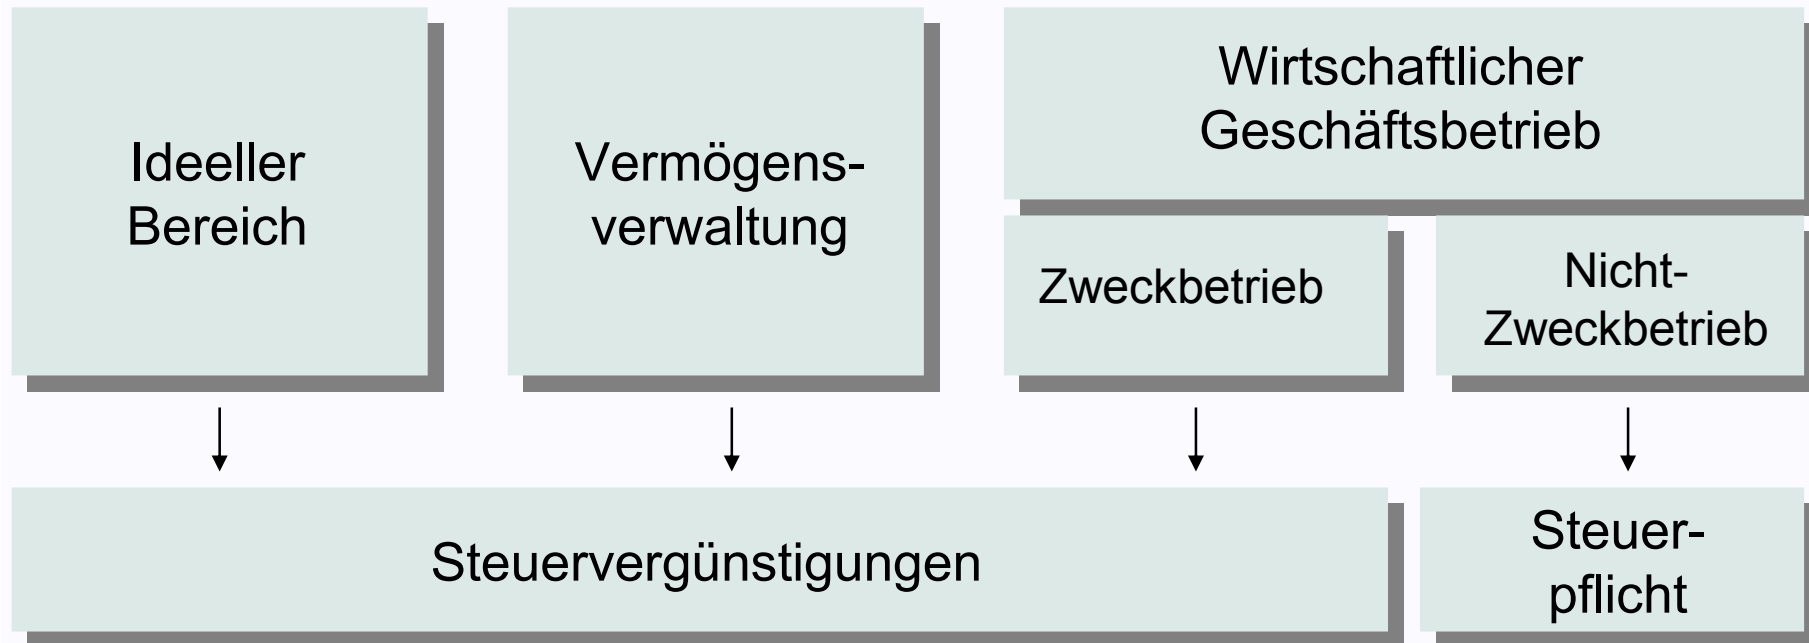 Ideeller
Bereich
Vermögens-
verwaltung
Wirtschaftlicher
Geschäftsbetrieb
Zweckbetrieb
Nicht-
Zweckbetrieb
Steuervergünstigungen
Steuer-
pflicht